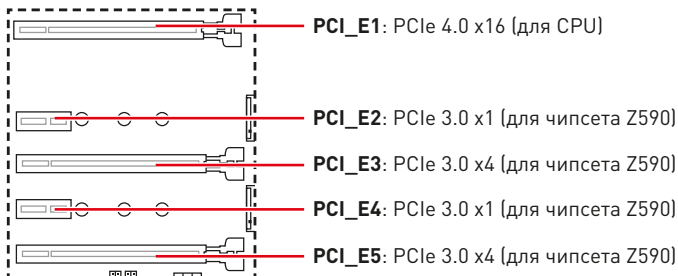 PCI_E1: PCIe 4.0 x16 (для CPU)
PCI_E2: PCIe 3.0 x1 (для чипсета Z590)
PCI_E3: PCIe 3.0 x4 (для чипсета Z590)
PCI_E4: PCIe 3.0 x1 (для чипсета Z590)
PCI_E5: PCIe 3.0 x4 (для чипсета Z590)